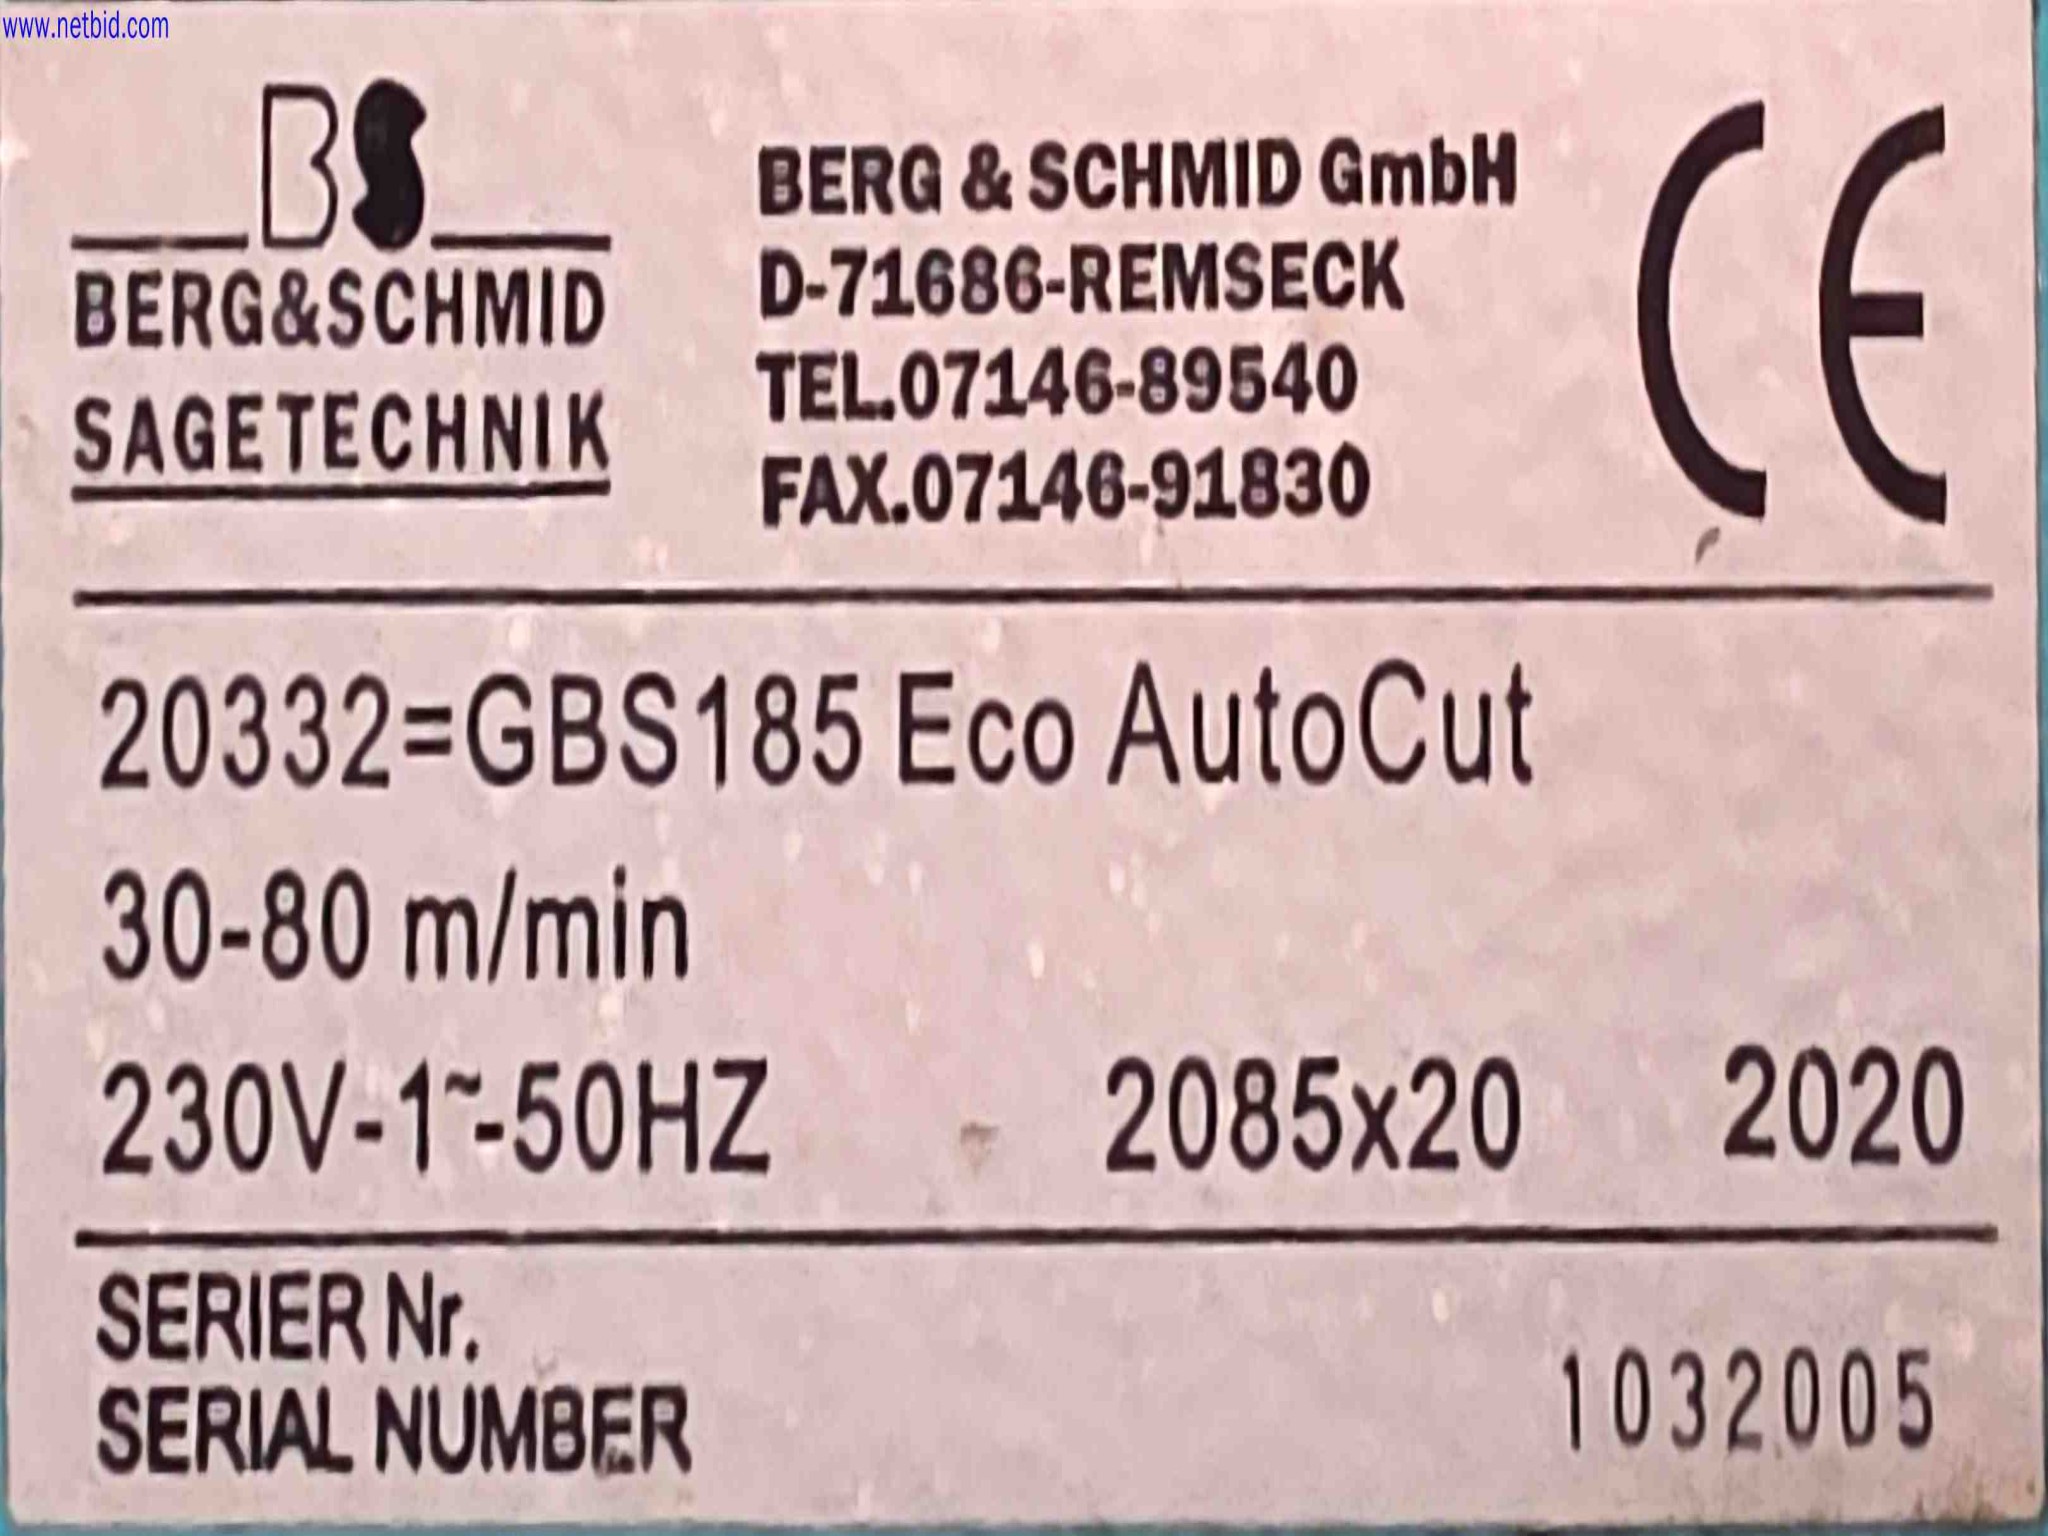 www.netbid.com
BS
BERG&SCHMID
SAGETECHNIK
BERG & SCHMID GmbH
D-71686-REMSECK
TEL.07146-89540
FAX.07146-91830
CE
20332=GBS185 Eco AutoCut
30-80 m/min
230V-1~-50HZ 2085x20 2020
SERIER Nr.
SERIAL NUMBER 1032005